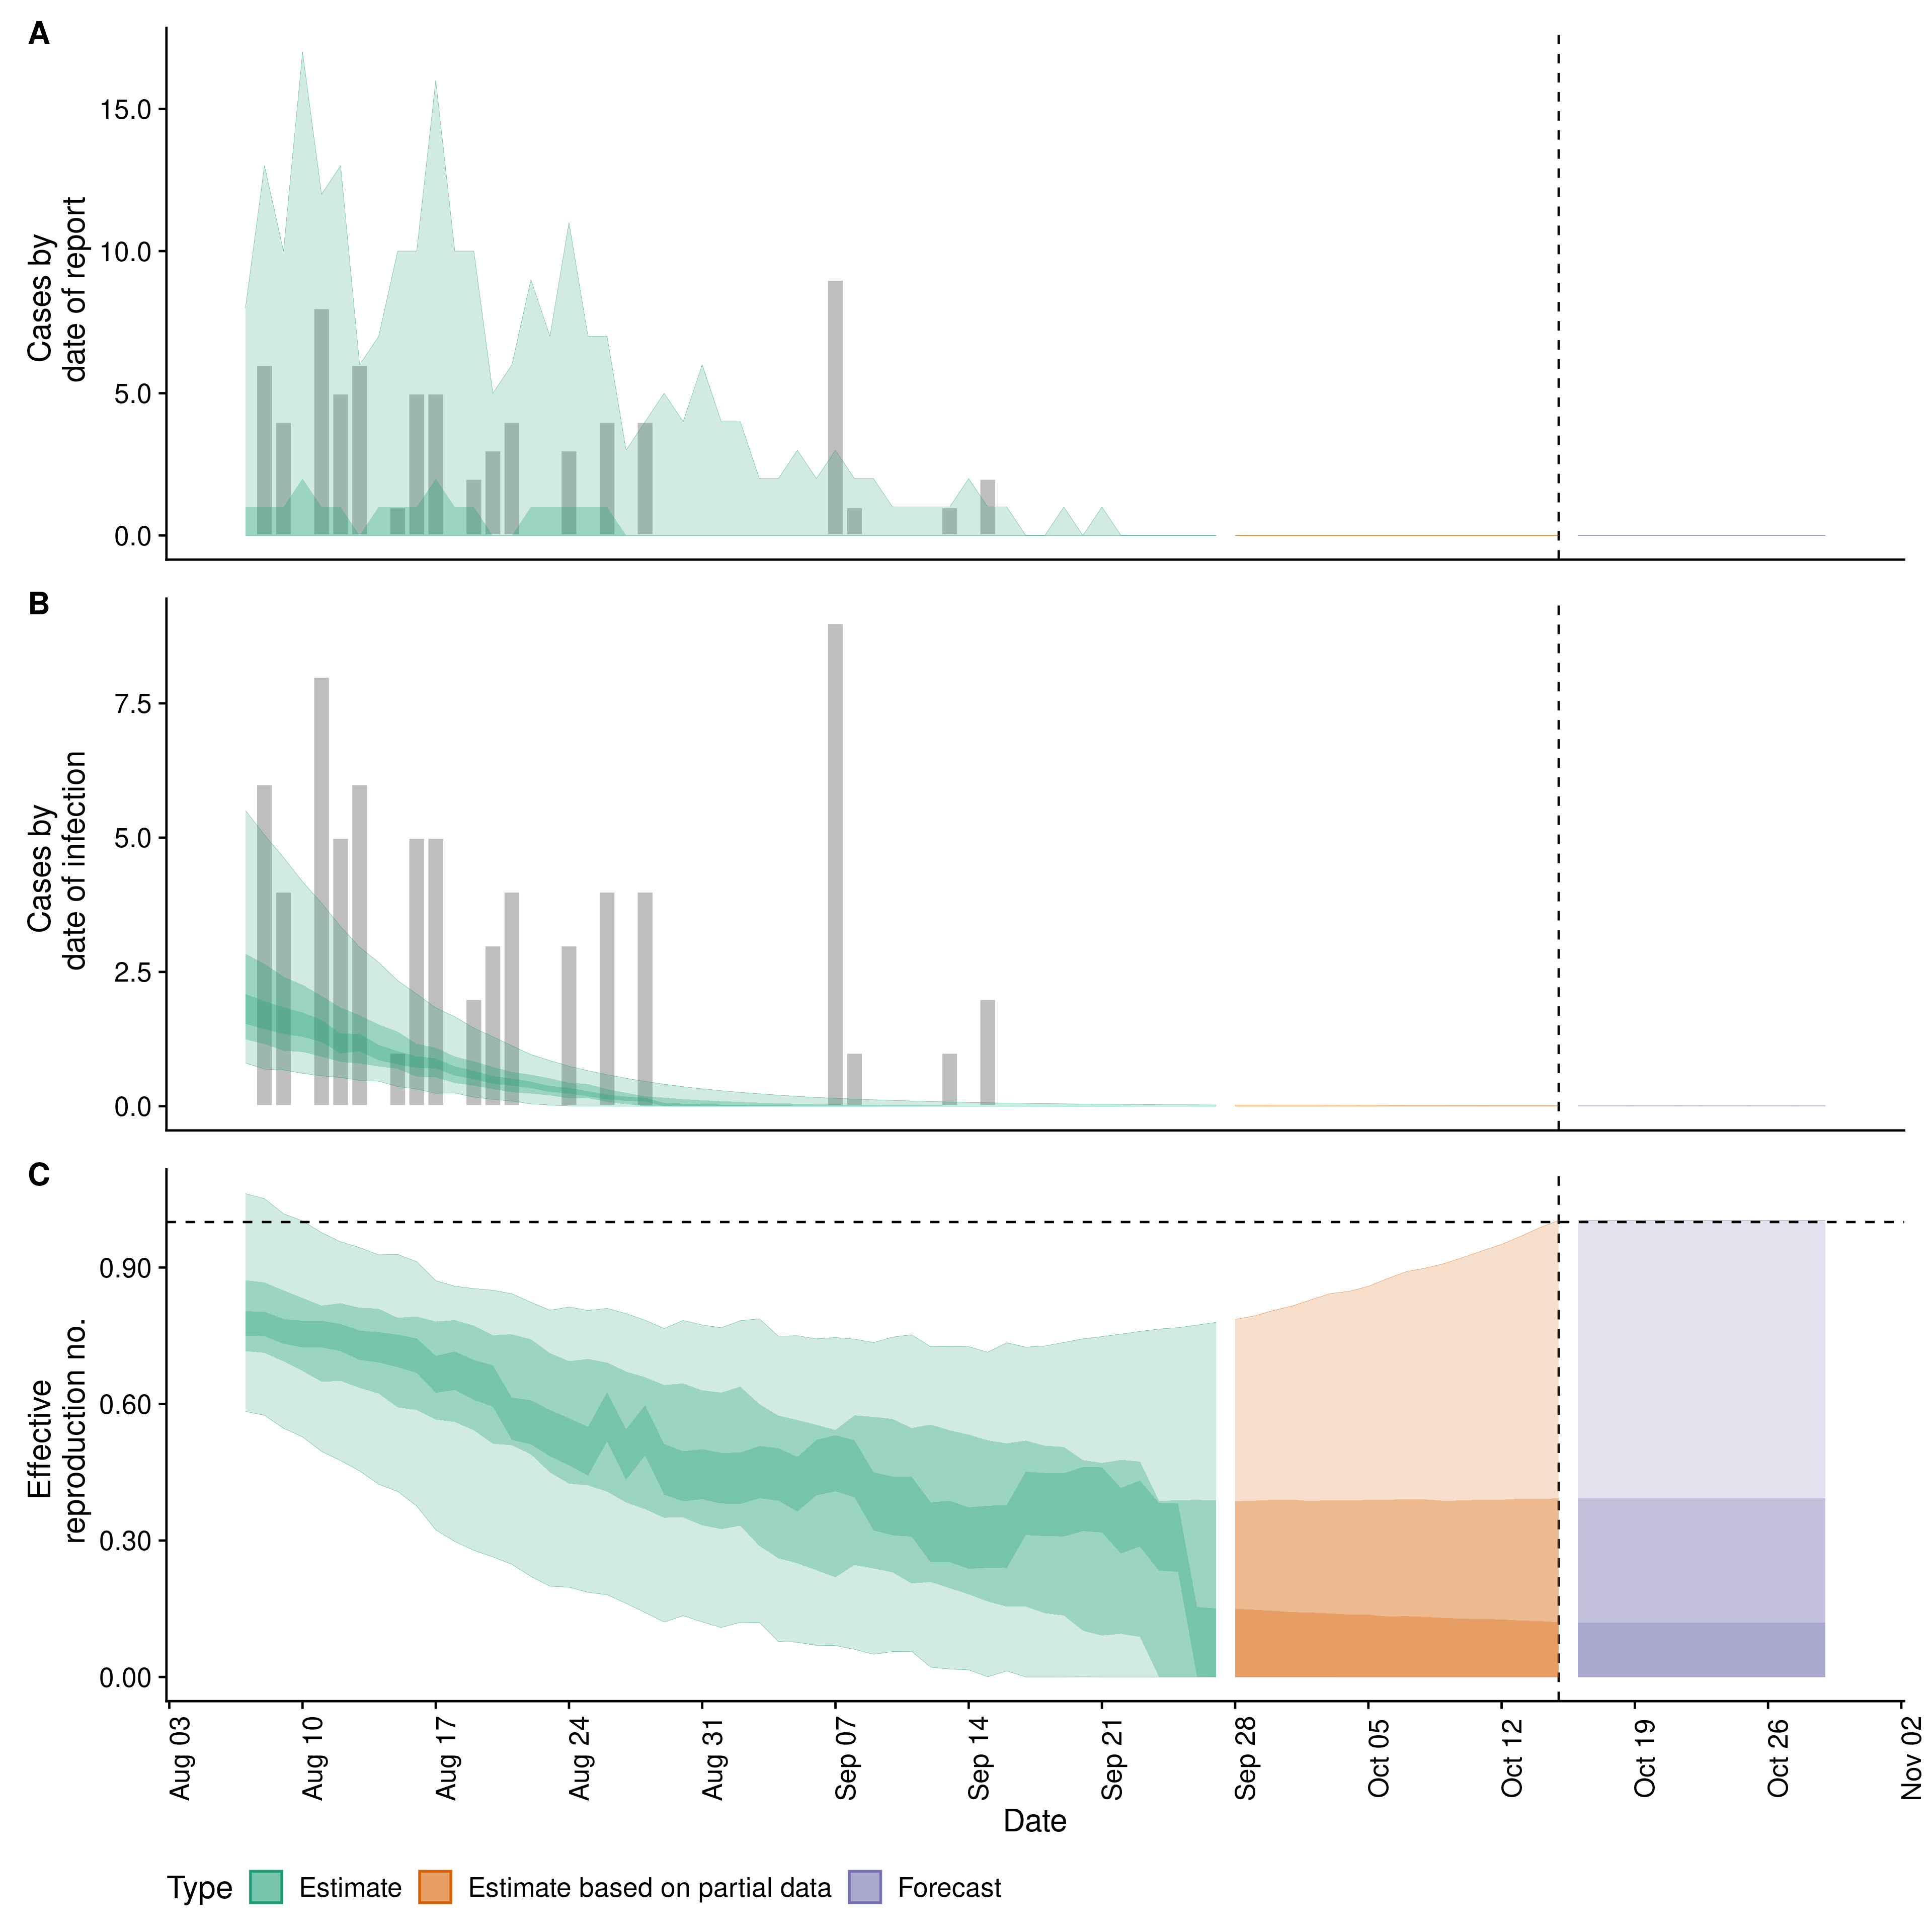 A
Cases by
date of report
15.0
10.0
5.0
0.0
B
Cases by
date of infection
7.5
5.0
2.5
0.0
C
Effective
reproduction no.
0.90
0.60
0.30
0.00
Aug 03
Aug 10
Aug 17
Aug 24
Aug 31
Sep 07
Sep 14
Sep 21
Sep 28
Oct 05
Oct 12
Oct 19
Oct 26
Nov 02
Date
Type Estimate Estimate based on partial data Forecast